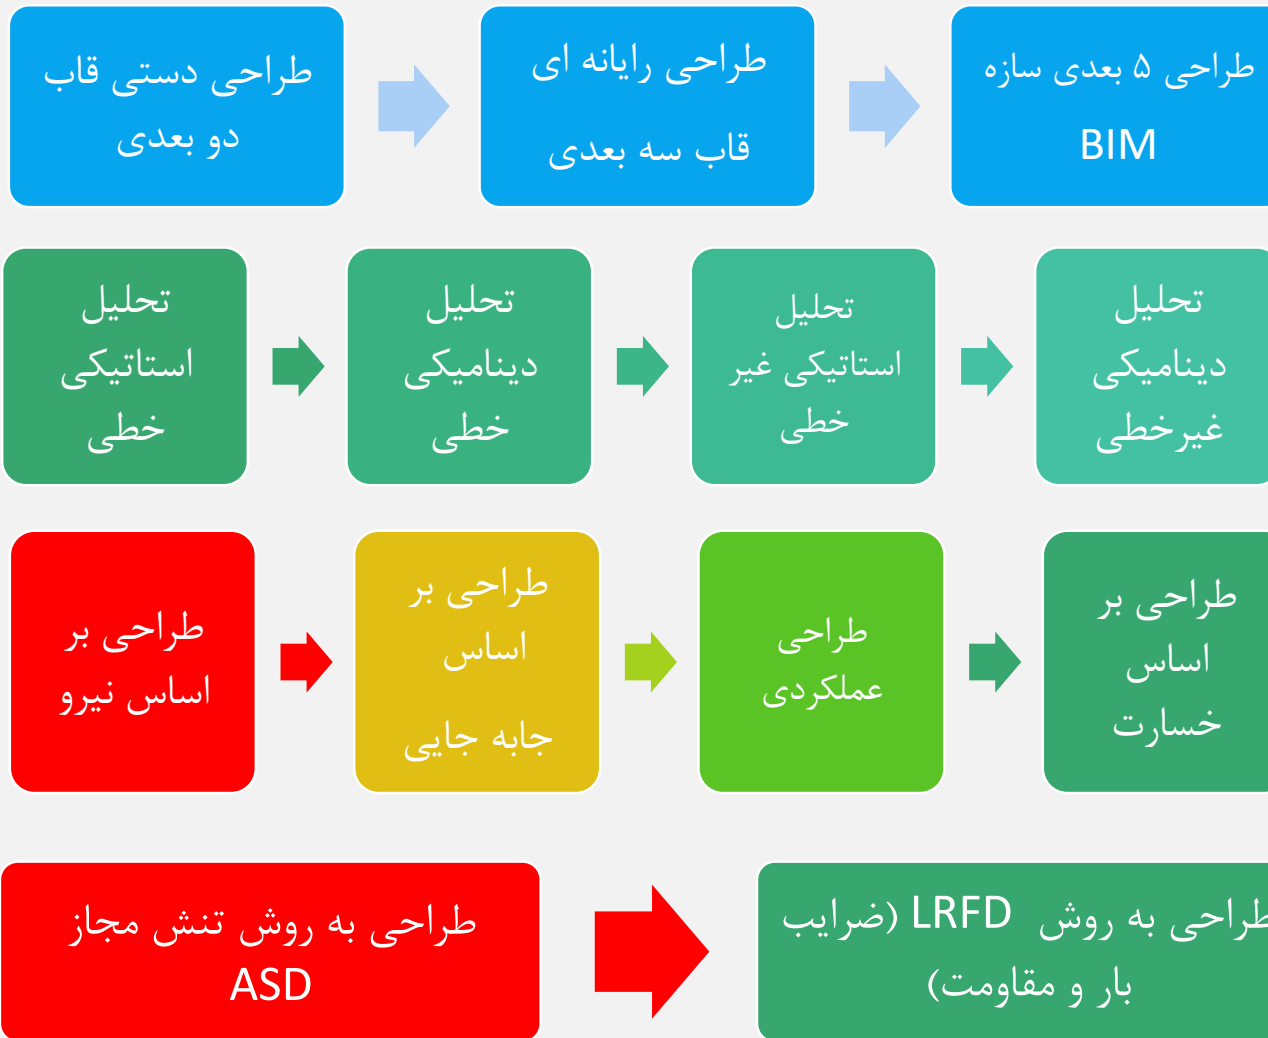 طراحی دستی قاب
دو بعدی
طراحی رایانه ای
قاب سه بعدی
طراحی ۵ بعدی سازه
BIM
تحلیل
استاتیکی
خطی
تحلیل
دینامیکی
خطی
تحلیل
استاتیکی غیر
خطی
تحلیل
دینامیکی
غیرخطی
طراحی بر
اساس نیرو
طراحی بر
اساس
جابه جایی
طراحی
عملکردی
طراحی بر
اساس
خسارت
طراحی به روش تنش مجاز
ASD
طراحی به روش LRFD (ضرایب
بار و مقاومت)